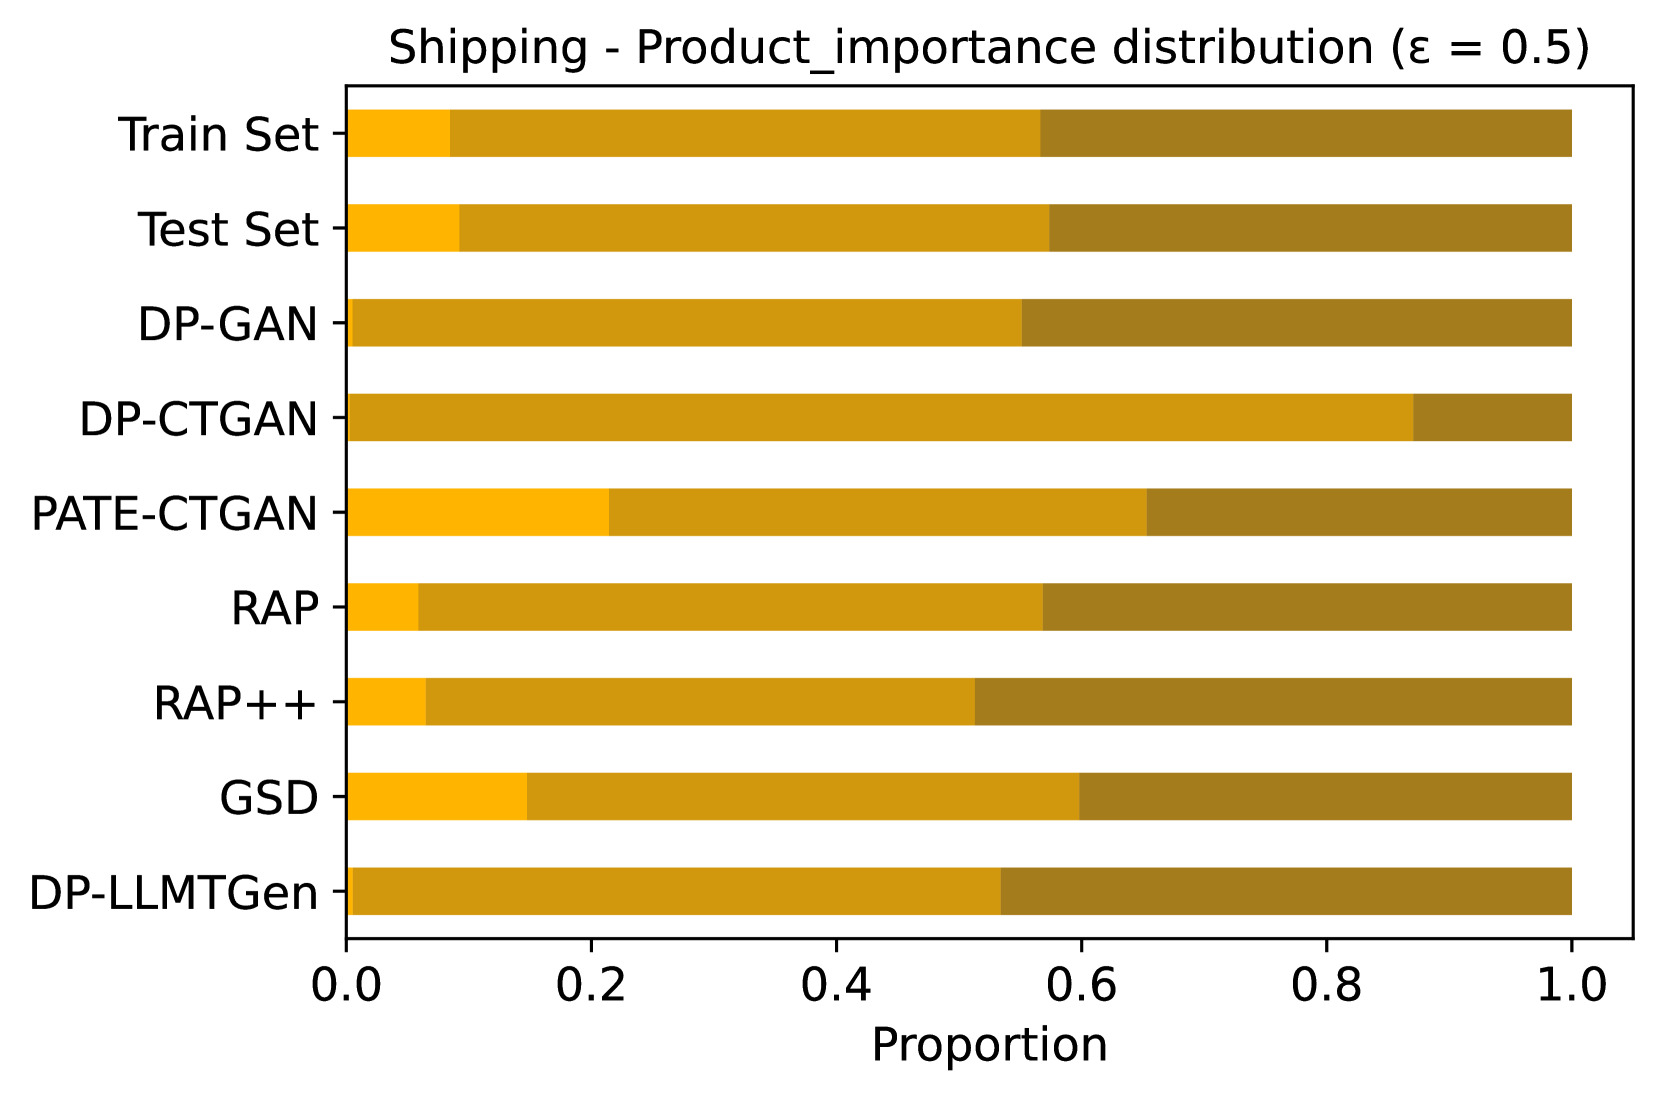 Shipping - Product_importance distribution (ε = 0.5)
Train Set
Test Set
DP-GAN
DP-CTGAN
PATE-CTGAN
RAP
RAP++
GSD
DP-LLMTGen
0.0 0.2 0.4 0.6 0.8 1.0
Proportion